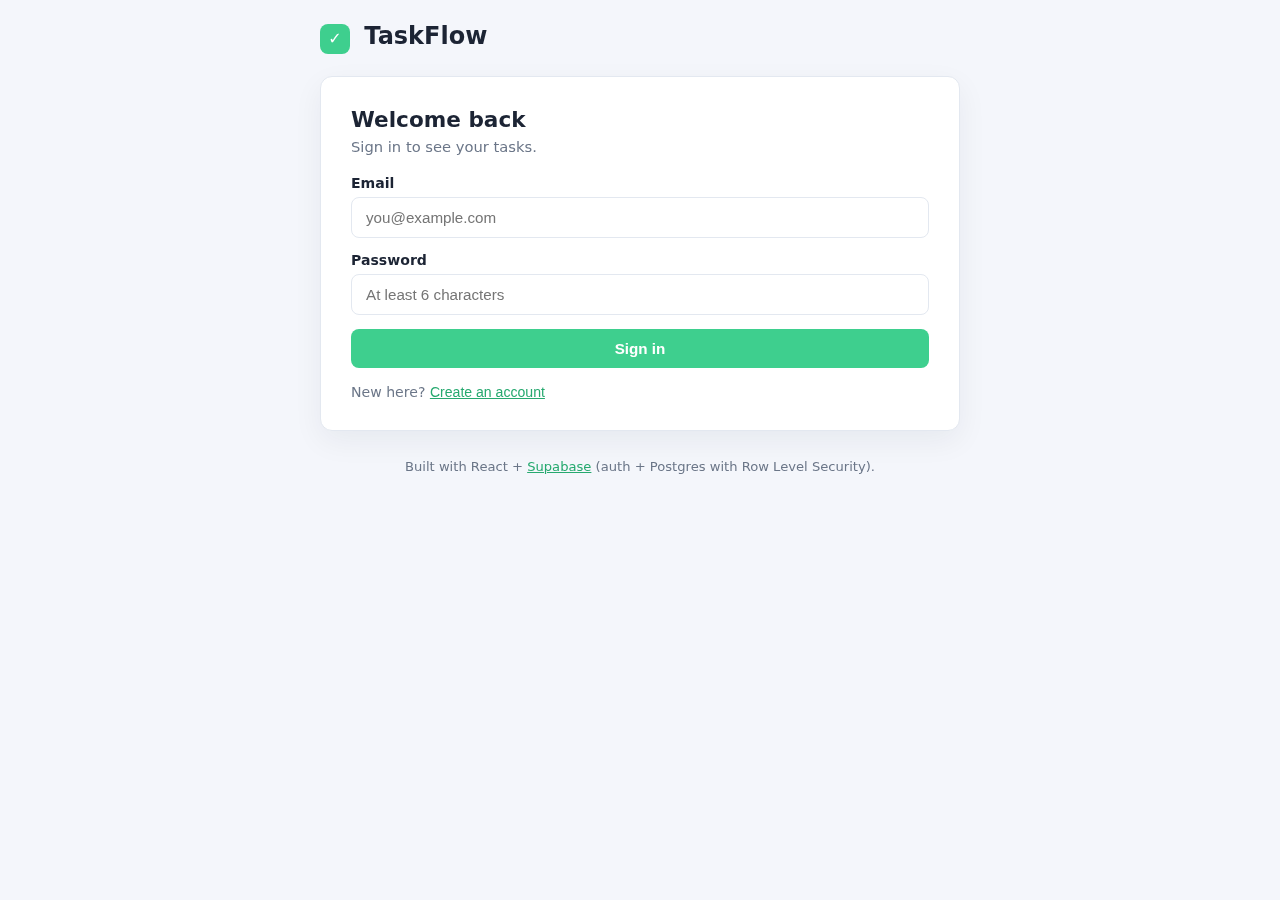 ✓ TaskFlow
Welcome back
Sign in to see your tasks.
Email
you@example.com
Password
At least 6 characters
Sign in
New here? Create an account
Built with React + Supabase (auth + Postgres with Row Level Security).